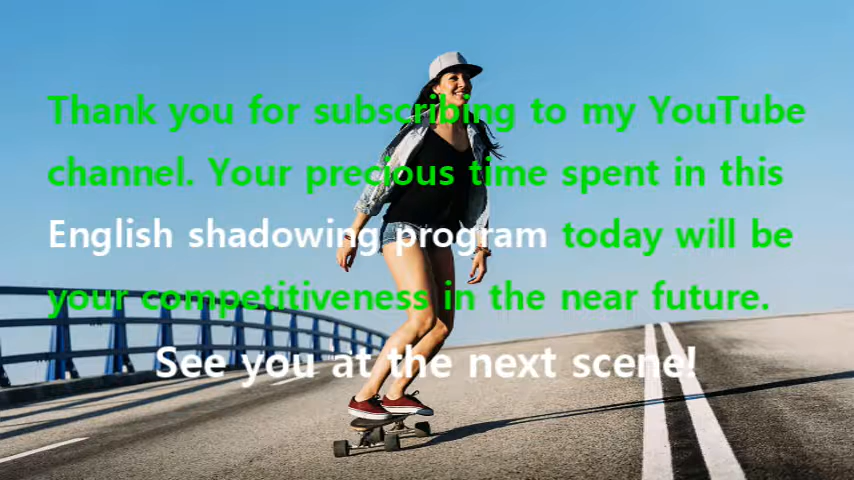 Thank you for subscribing to my YouTube
channel. Your precious time spent in this
English shadowing program today will be
your competitiveness in the near future.
See you at the next scene!